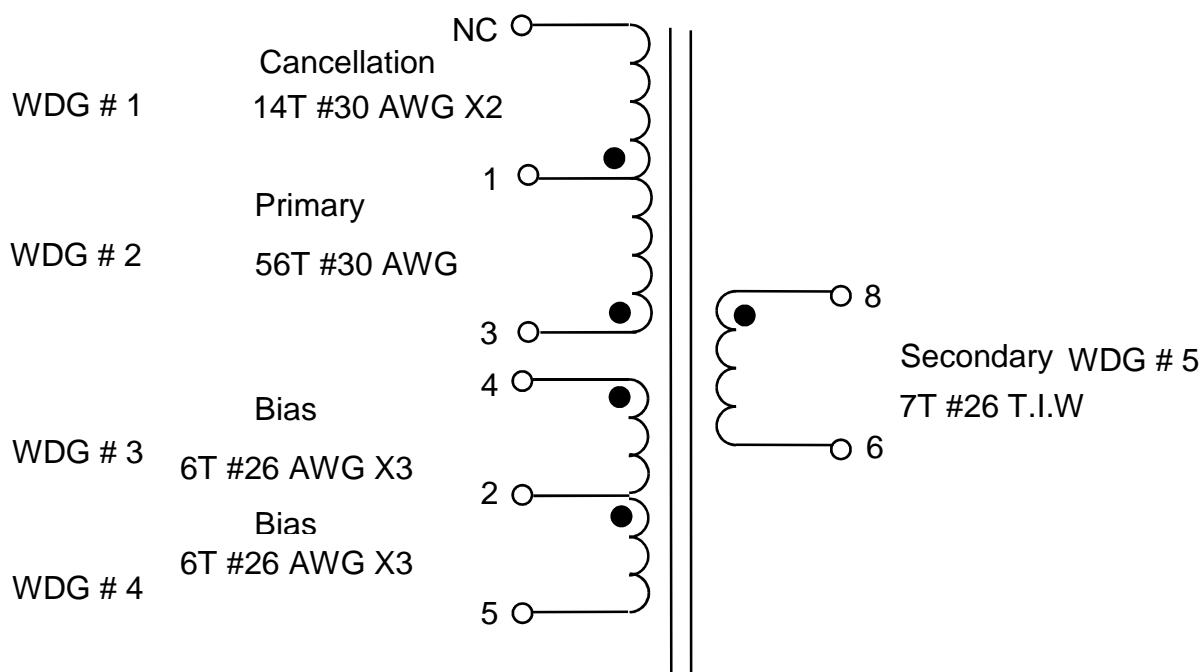 NC
Cancellation
WDG # 1
14T #30 AWG X2
1
Primary
WDG # 2
56T #30 AWG
3
4
Bias
WDG # 3
6T #26 AWG X3
2
Bias
6T #26 AWG X3
WDG # 4
5
8
Secondary WDG # 5
7T #26 T.I.W
6